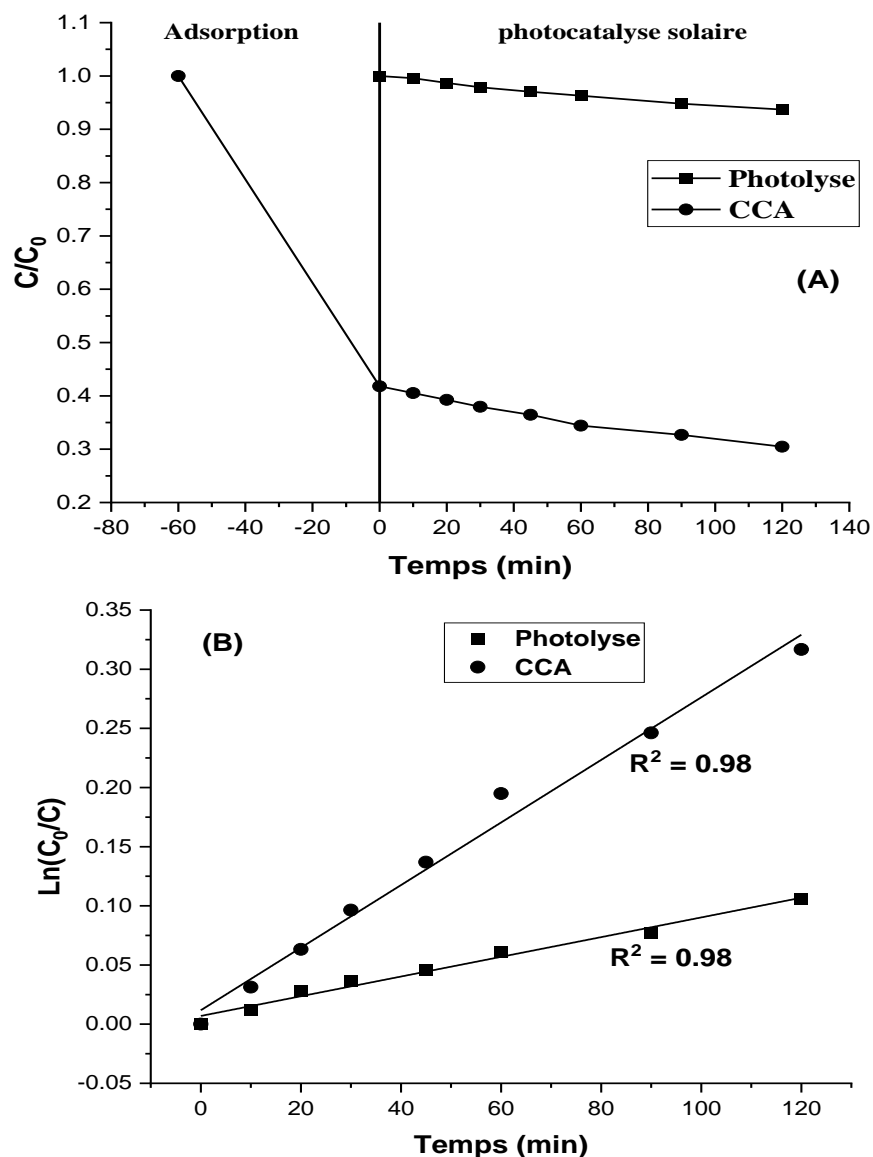 Adsorption photocatalyse solaire
1.1
1.0
0.9
0.8
0.7
0.6
0.5
0.4
0.3
0.2
C/C₀
Photolyse
CCA
(A)
-80 -60 -40 -20 0 20 40 60 80 100 120 140
Temps (min)
0.35
0.30
0.25
0.20
0.15
0.10
0.05
0.00
-0.05
Ln(C₀/C)
(B)
Photolyse
CCA
R² = 0.98
R² = 0.98
0 20 40 60 80 100 120
Temps (min)